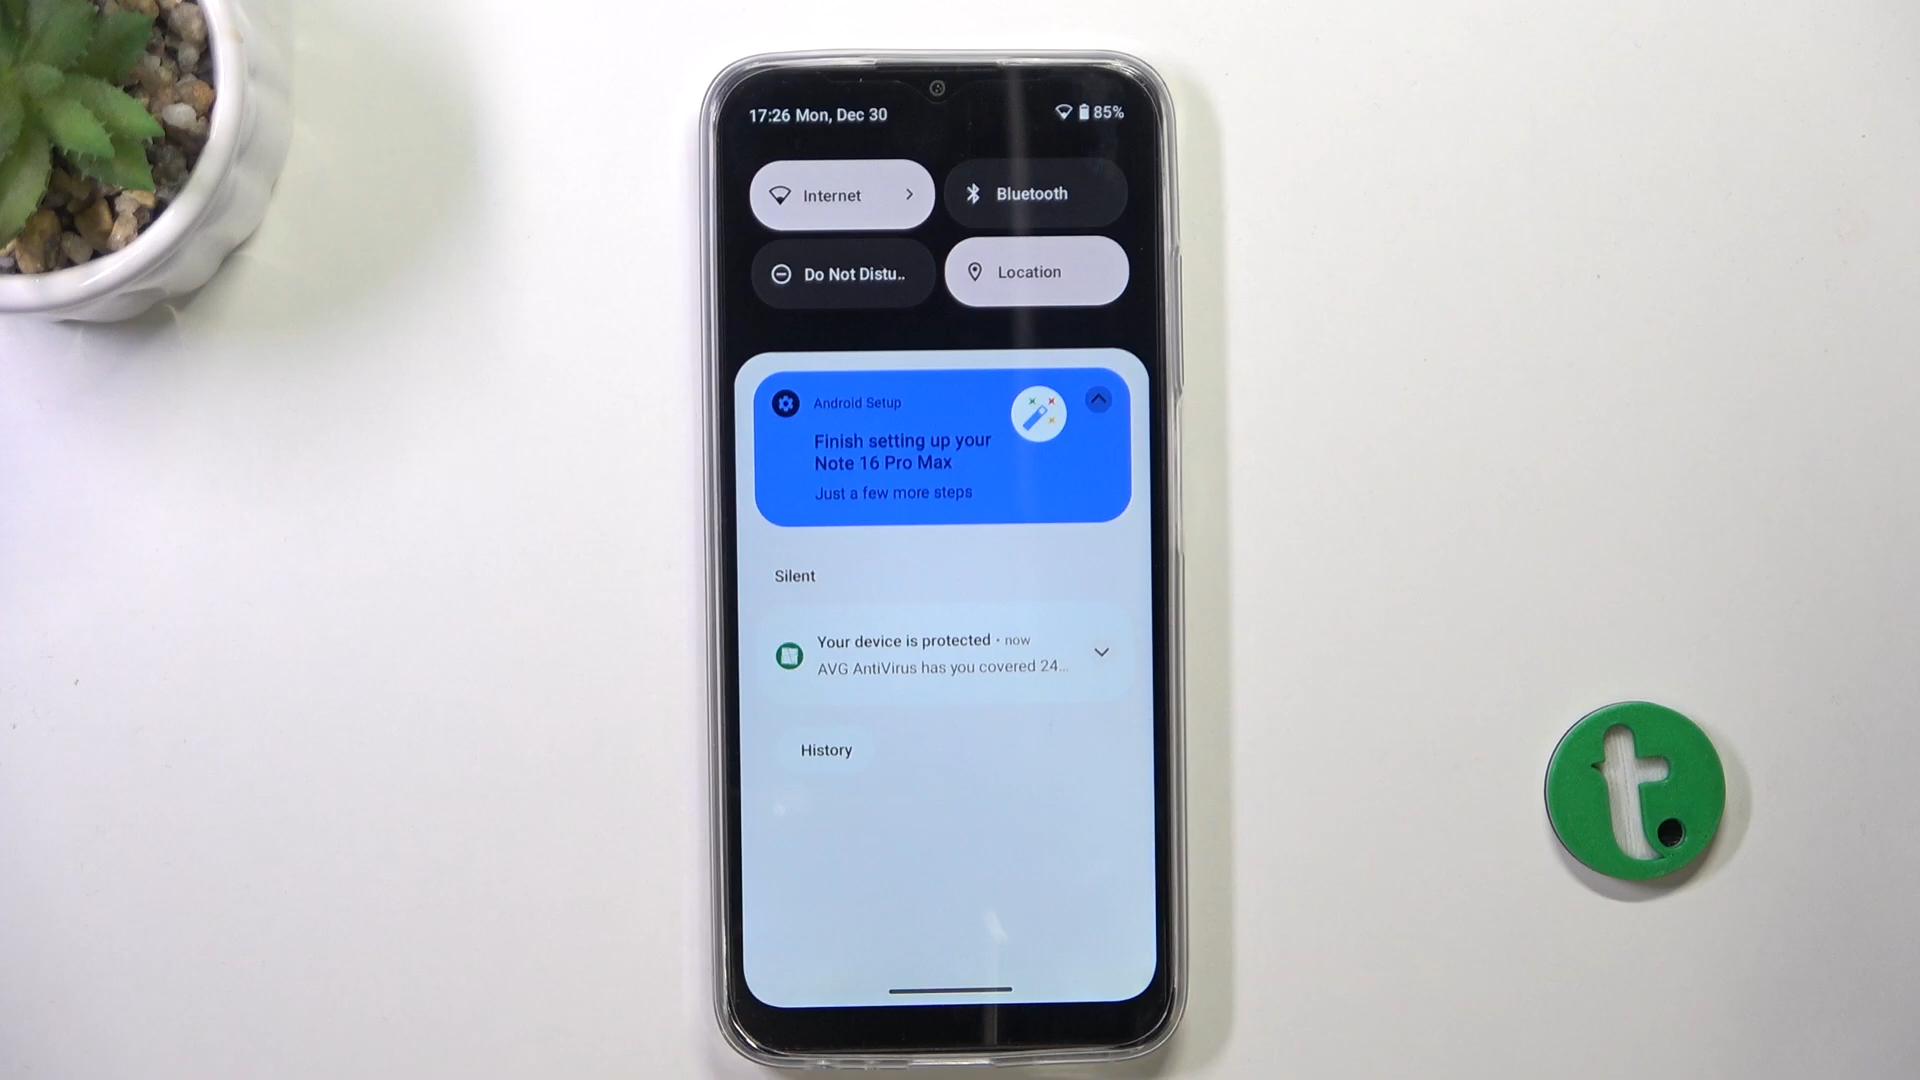 17:26 Mon, Dec 30
85%
Internet
Bluetooth
Do Not Distu..
Location
Android Setup
Finish setting up your
Note 16 Pro Max
Just a few more steps
Silent
Your device is protected • now
AVG AntiVirus has you covered 24...
History
t.